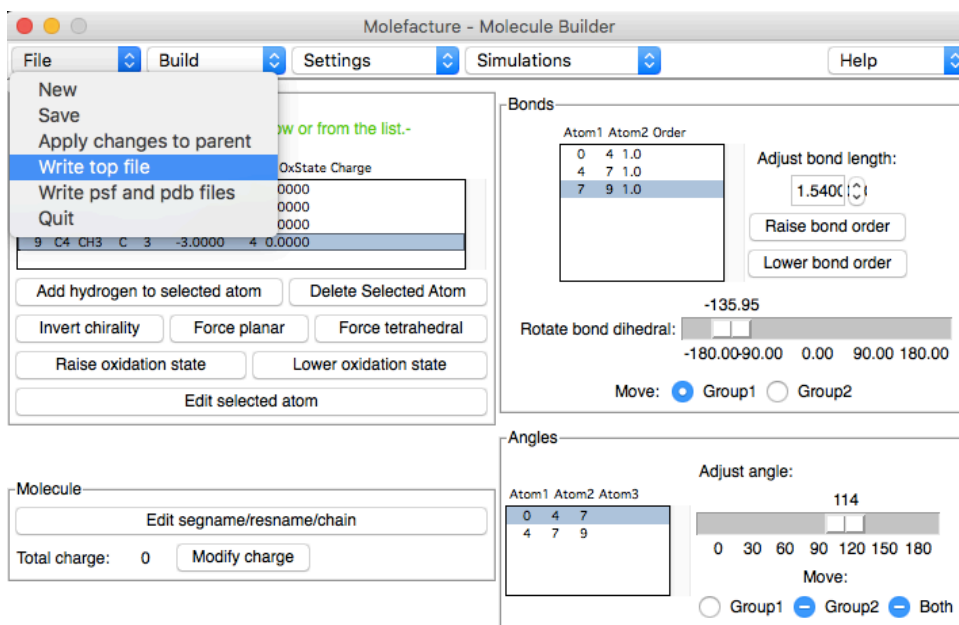 Molefacture - Molecule Builder
File Build Settings Simulations Help
New
Save
Apply changes to parent
Write top file
Write psf and pdb files
Quit
ow or from the list.-
OxState Charge
0000
0000
0000
9 C4 CH3 C 3 -3.0000 4 0.0000
Add hydrogen to selected atom Delete Selected Atom
Invert chirality Force planar Force tetrahedral
Raise oxidation state Lower oxidation state
Edit selected atom
Molecule
Edit segname/resname/chain
Total charge: 0 Modify charge
Bonds
Atom1 Atom2 Order
0 4 1.0
4 7 1.0
7 9 1.0
Adjust bond length:
1.540
Raise bond order
Lower bond order
-135.95
Rotate bond dihedral:
-180.00 -90.00 0.00 90.00 180.00
Move: Group1 Group2
Angles
Atom1 Atom2 Atom3
0 4 7
4 7 9
Adjust angle:
114
0 30 60 90 120 150 180
Move:
Group1 Group2 Both